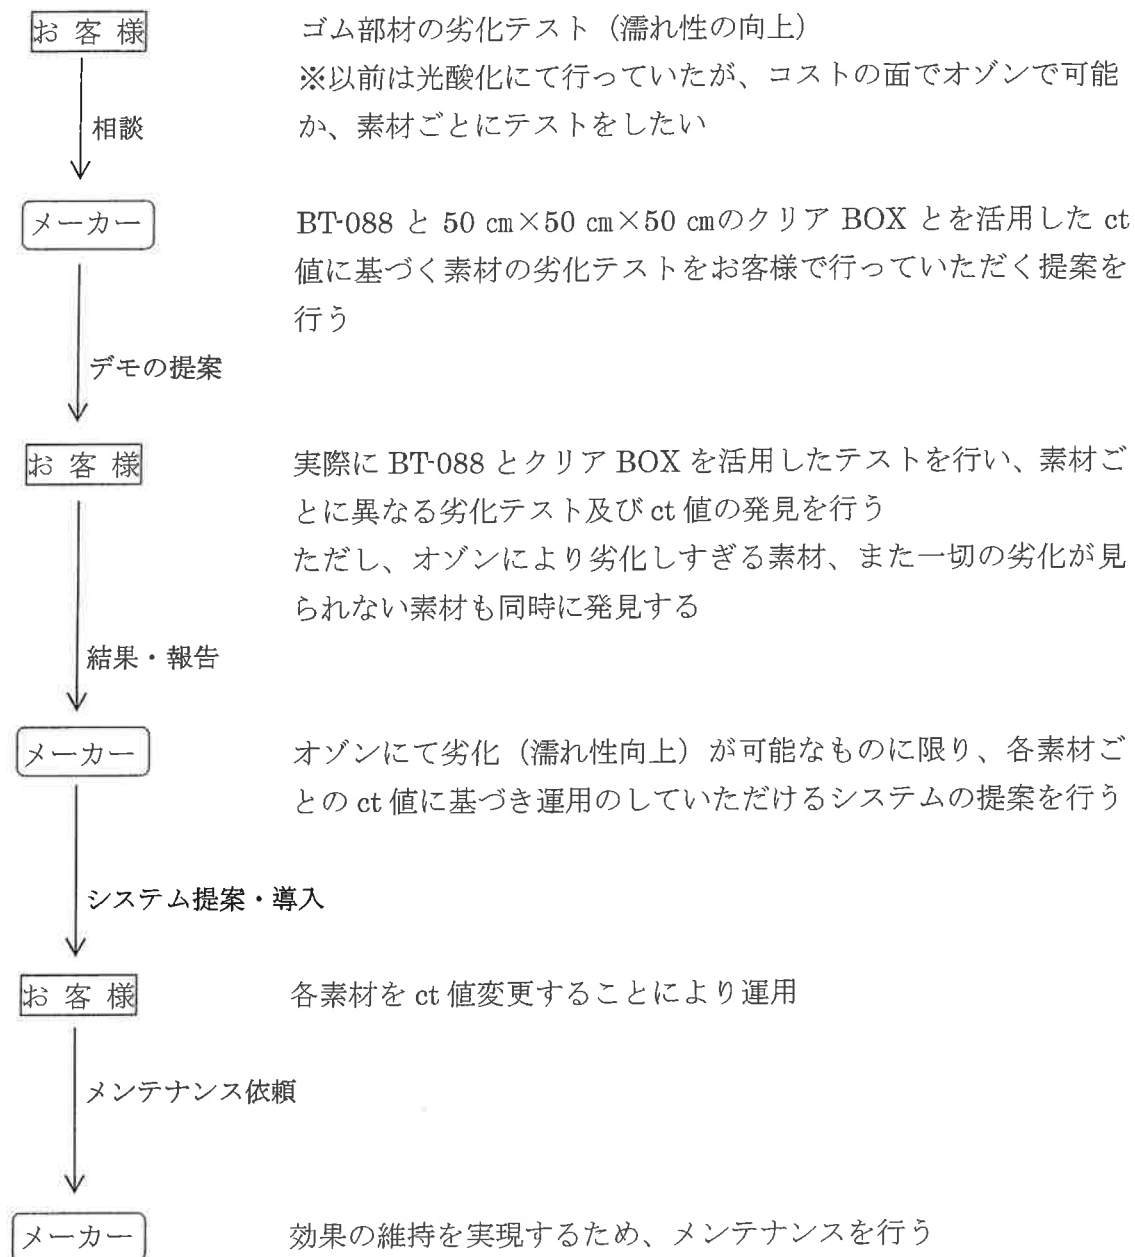 お客様
ゴム部材の劣化テスト（濡れ性の向上）
※以前は光酸化にて行っていたが、コストの面でオゾンで可能
か、素材ごとにテストをしたい
相談
メーカー
BT-088 と 50 ㎝×50 ㎝×50 ㎝のクリア BOX とを活用した ct
値に基づく素材の劣化テストをお客様で行っていただく提案を
行う
デモの提案
お客様
実際に BT-088 とクリア BOX を活用したテストを行い、素材ご
とに異なる劣化テスト及び ct 値の発見を行う
ただし、オゾンにより劣化しすぎる素材、また一切の劣化が見
られない素材も同時に発見する
結果・報告
メーカー
オゾンにて劣化（濡れ性向上）が可能なものに限り、各素材ご
との ct 値に基づき運用のしていただけるシステムの提案を行う
システム提案・導入
お客様
各素材を ct 値変更することにより運用
メンテナンス依頼
メーカー
効果の維持を実現するため、メンテナンスを行う